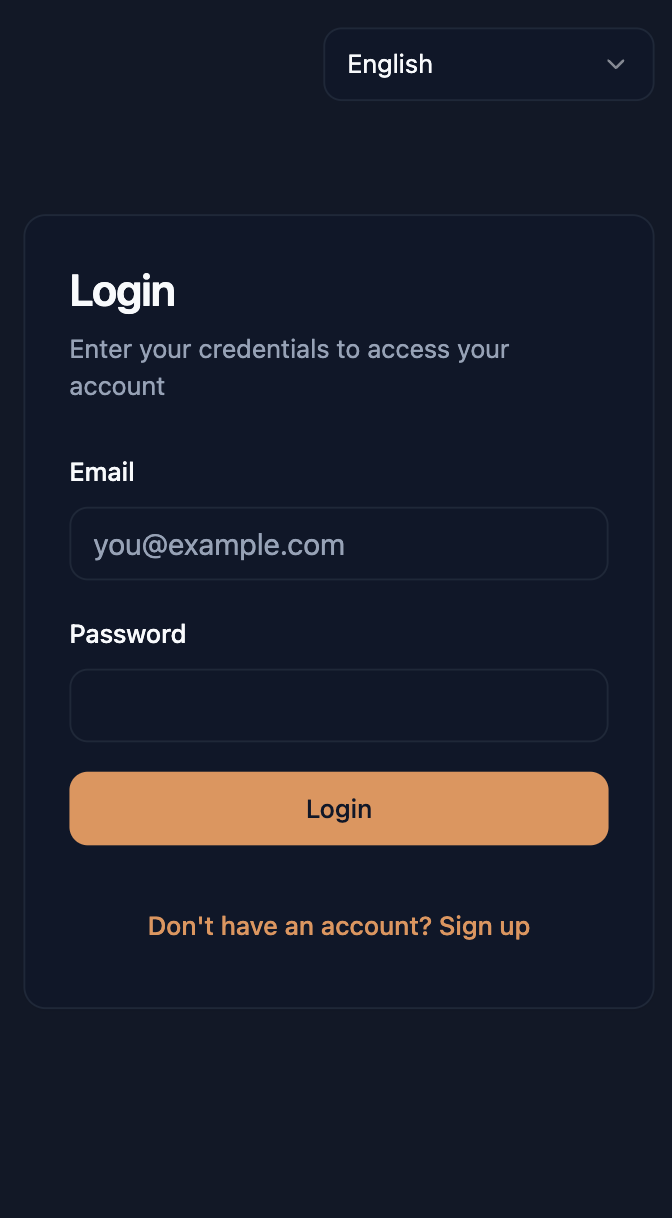 English
Login
Enter your credentials to access your
account
Email
you@example.com
Password
Login
Don't have an account? Sign up